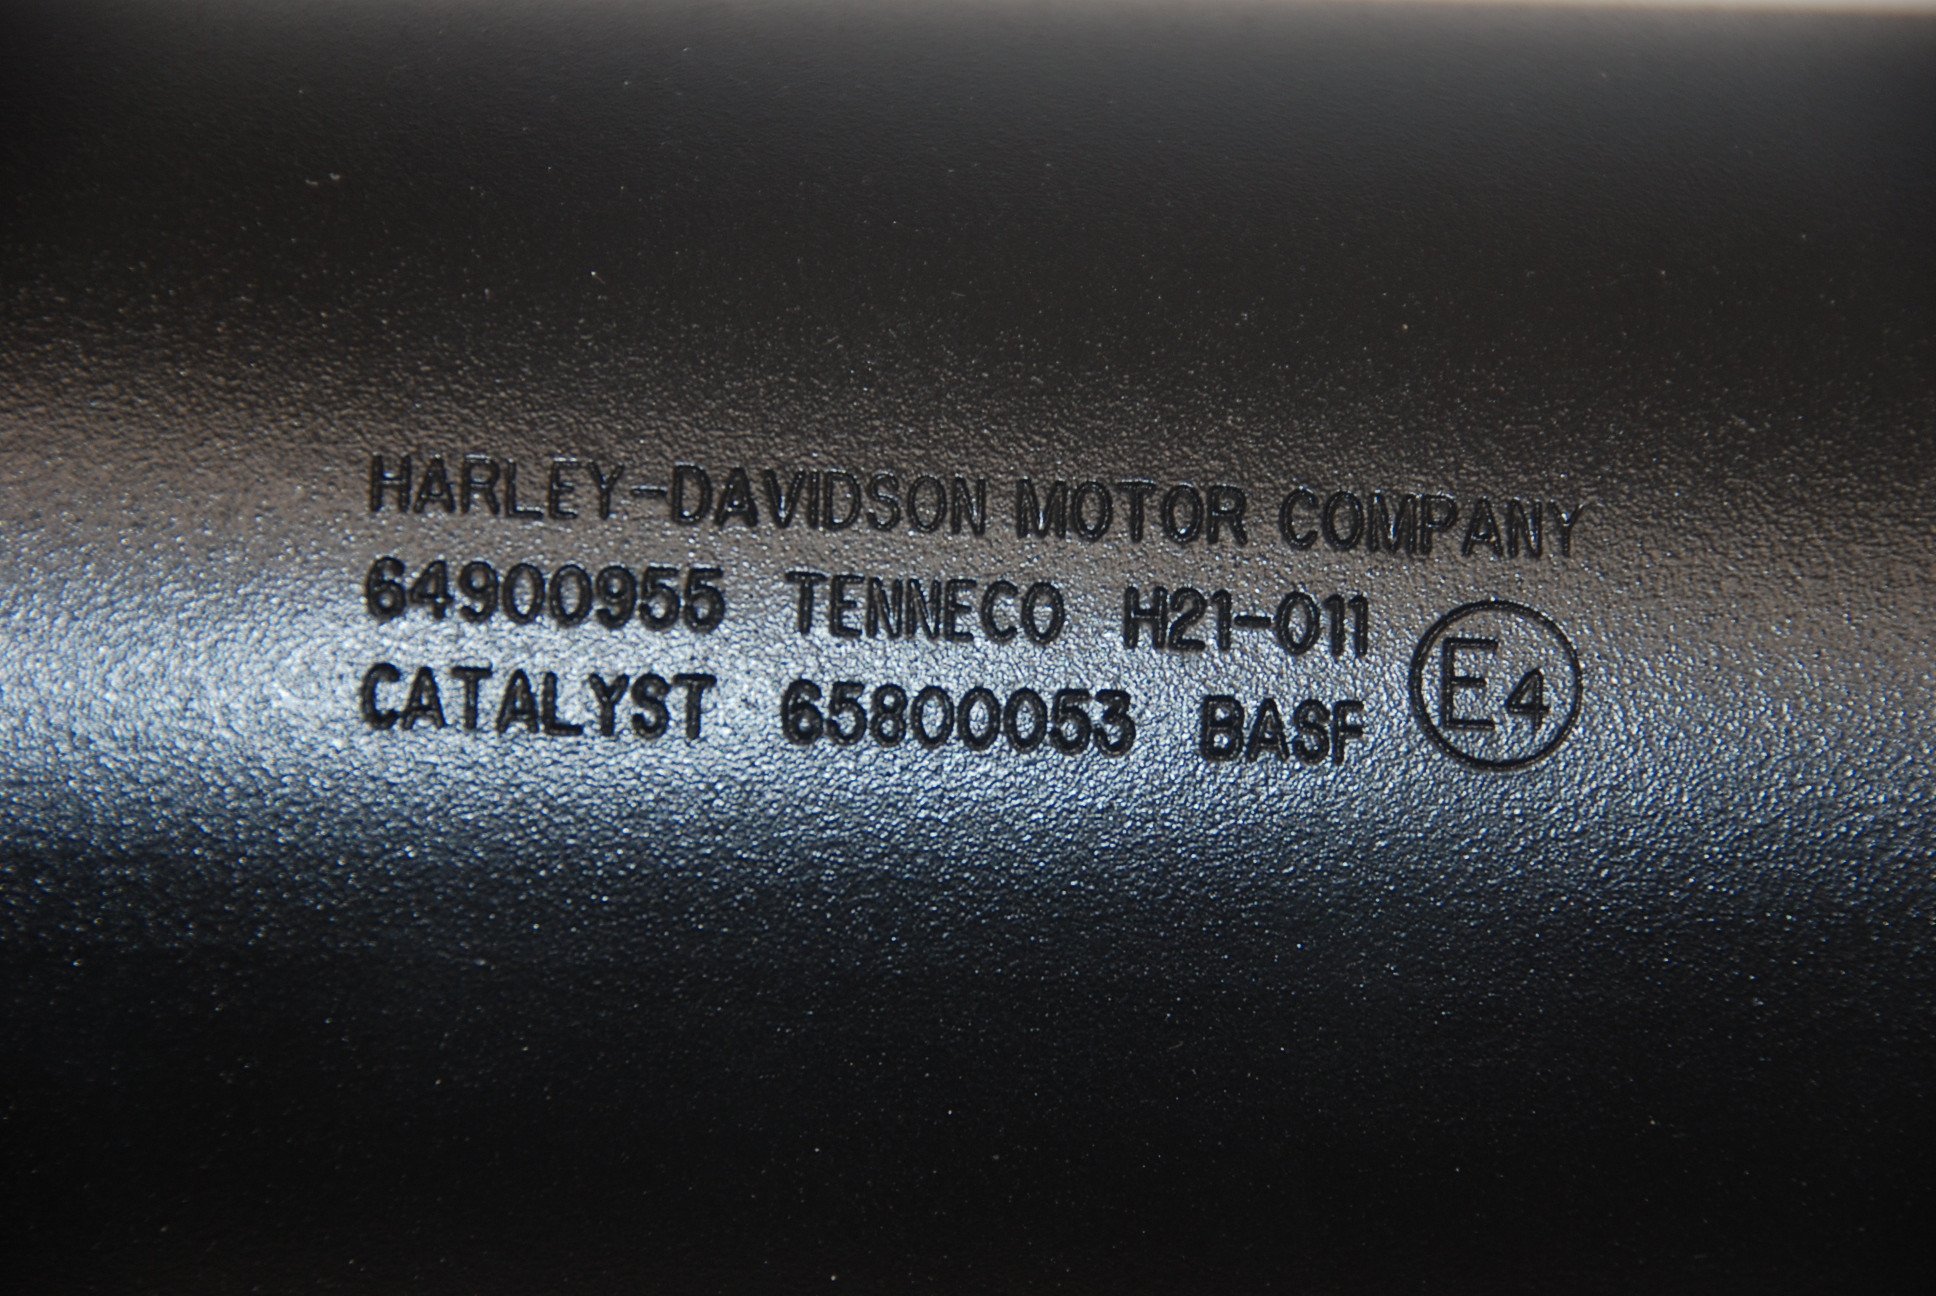 HARLEY-DAVIDSON MOTOR COMPANY
64900955 TENNECO H21-011
CATALYST 65800053 BASF E4